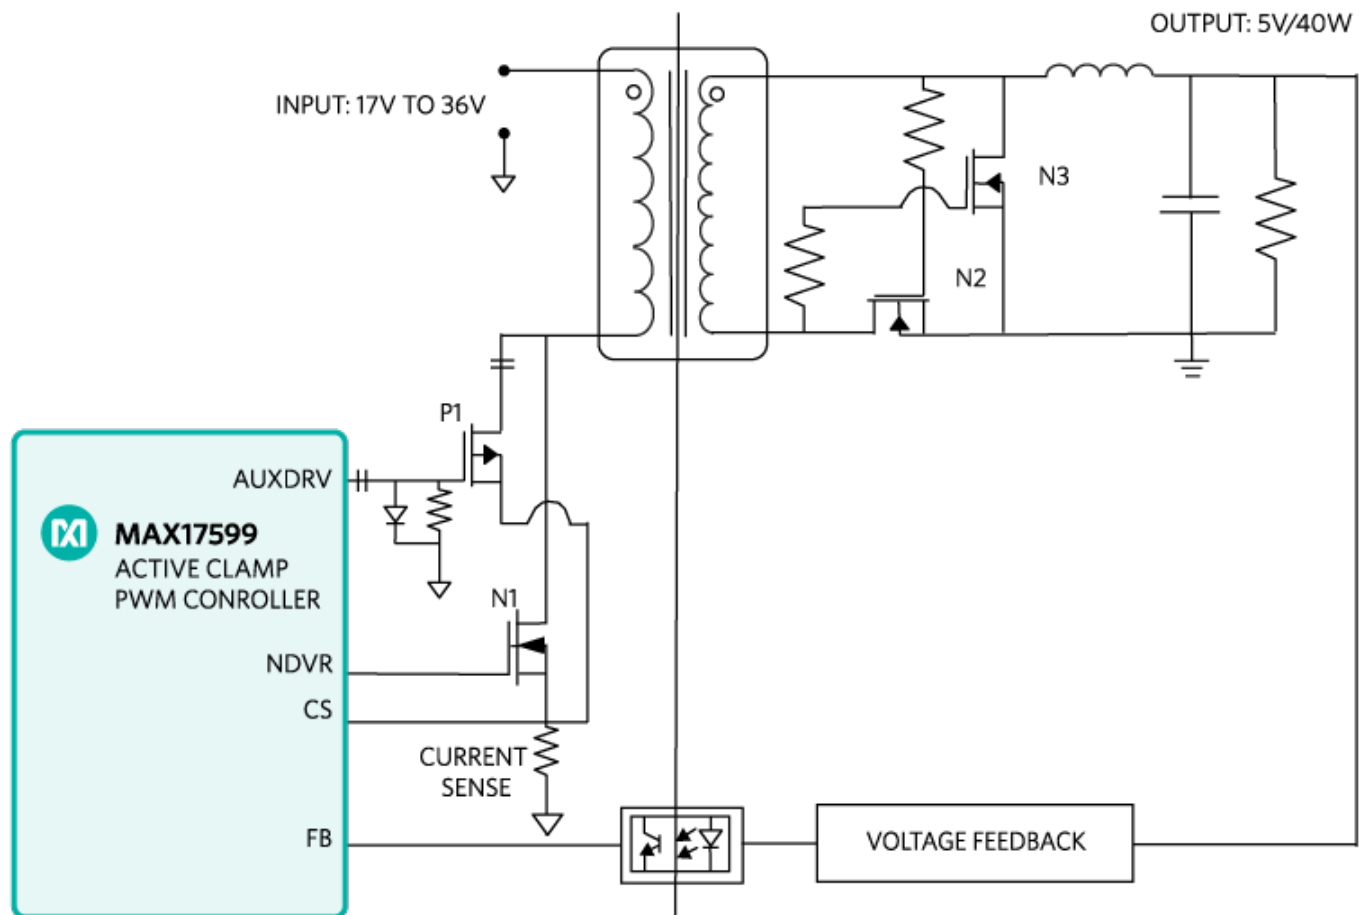 OUTPUT: 5V/40W
INPUT: 17V TO 36V
N3
N2
P1
AUXDRV
MAX17599
ACTIVE CLAMP
PWM CONROLLER
N1
NDVR
CS
CURRENT
SENSE
FB
VOLTAGE FEEDBACK